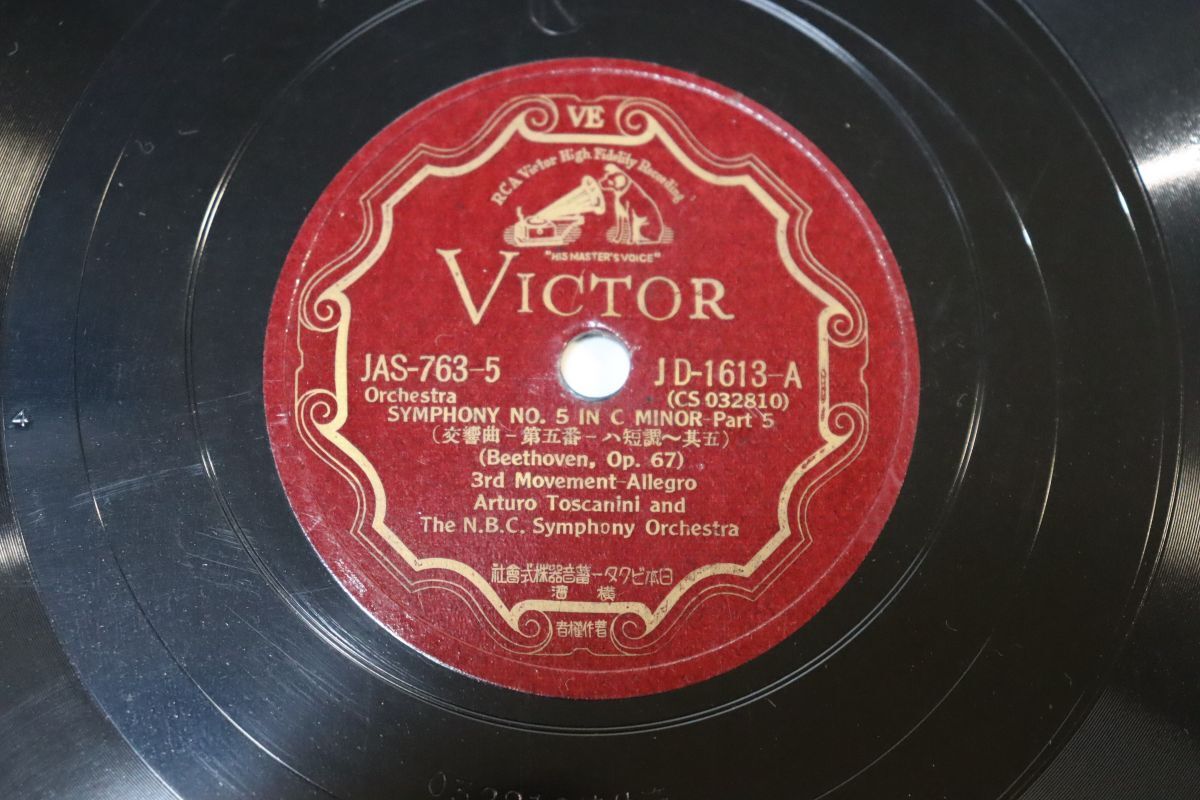 VE
RCA Victor High Fidelity Recording
"HIS MASTER'S VOICE"
VICTOR
JAS-763-5 JD-1613-A
Orchestra (CS 032810)
SYMPHONY NO. 5 IN C MINOR-Part 5
(交響曲-第五番-ハ短調〜其五)
(Beethoven, Op. 67)
3rd Movement-Allegro
Arturo Toscanini and
The N.B.C. Symphony Orchestra
社會式株器音蓄ータクビ本日
濱 橫
者權作著
4